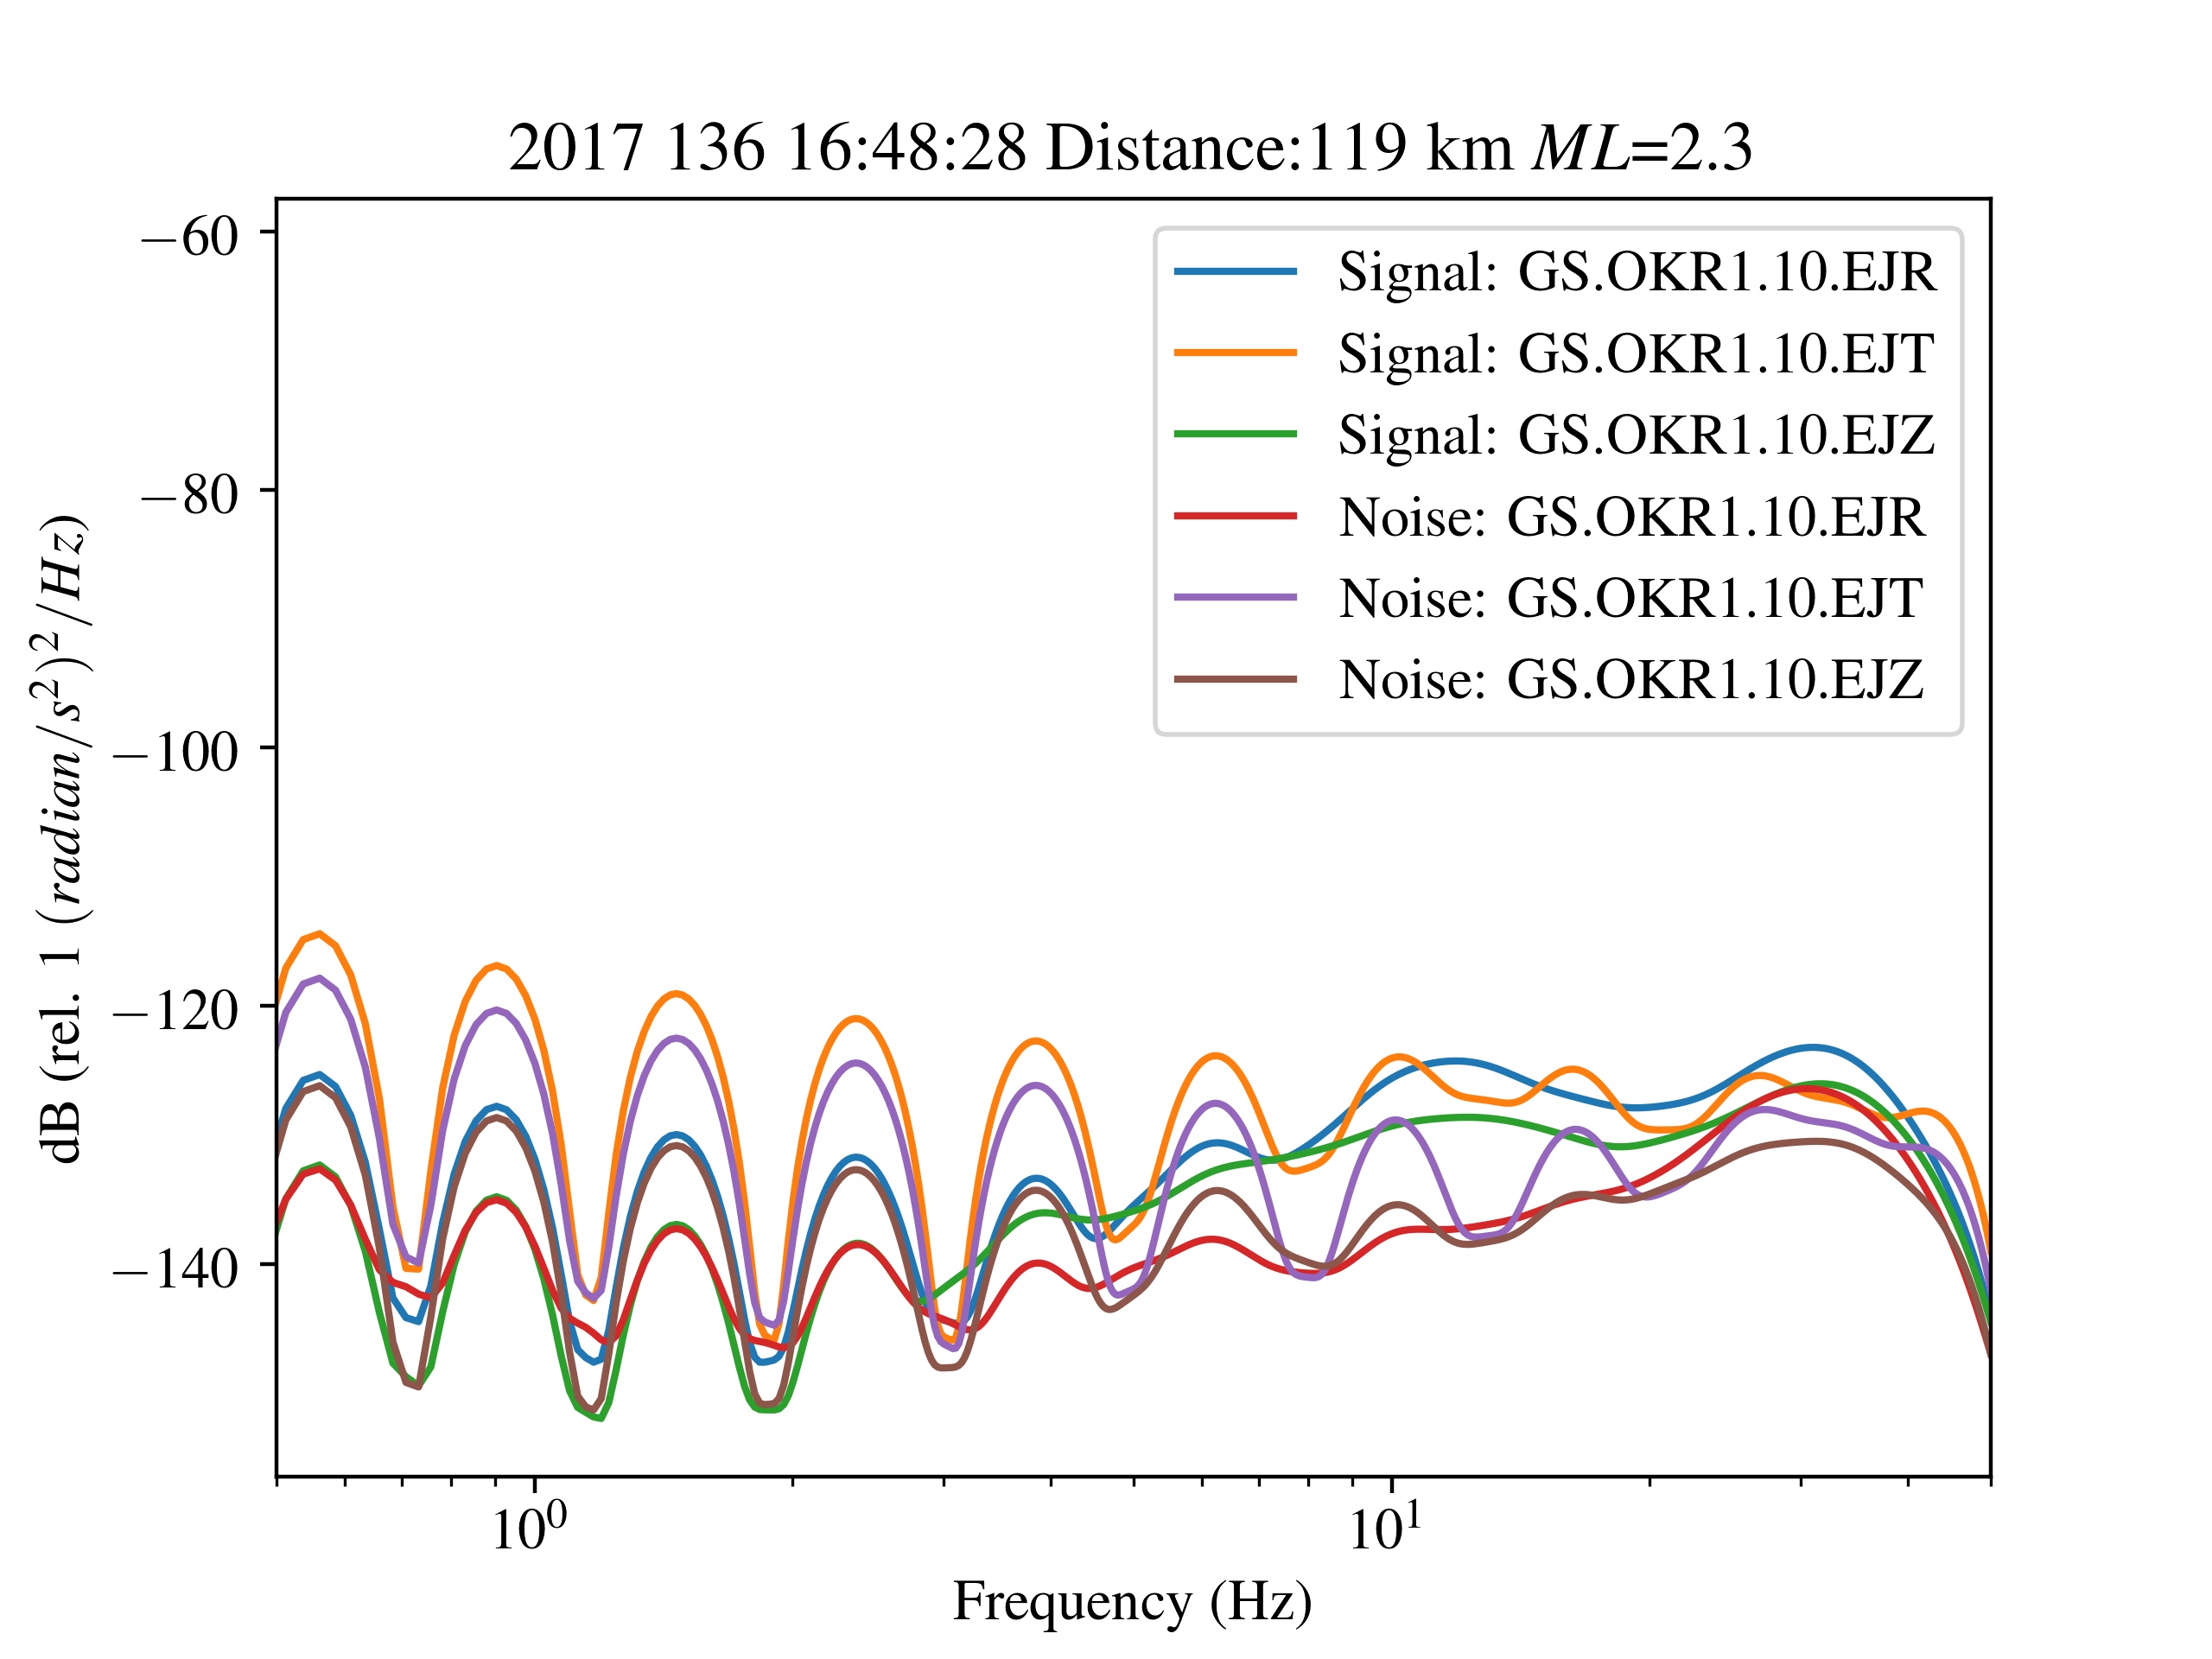 2017 136 16:48:28 Distance:119 km ML=2.3
dB (rel. 1 (radian/s²)²/Hz)
−60
−80
−100
−120
−140
Signal: GS.OKR1.10.EJR
Signal: GS.OKR1.10.EJT
Signal: GS.OKR1.10.EJZ
Noise: GS.OKR1.10.EJR
Noise: GS.OKR1.10.EJT
Noise: GS.OKR1.10.EJZ
10⁰ 10¹
Frequency (Hz)